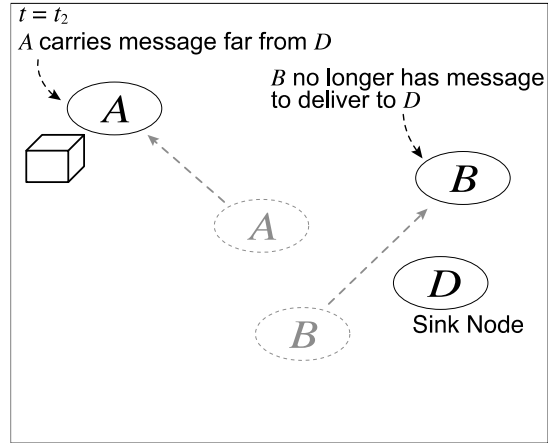 t = t₂
A carries message far from D
A
B no longer has message
to deliver to D
B
A
D
Sink Node
B